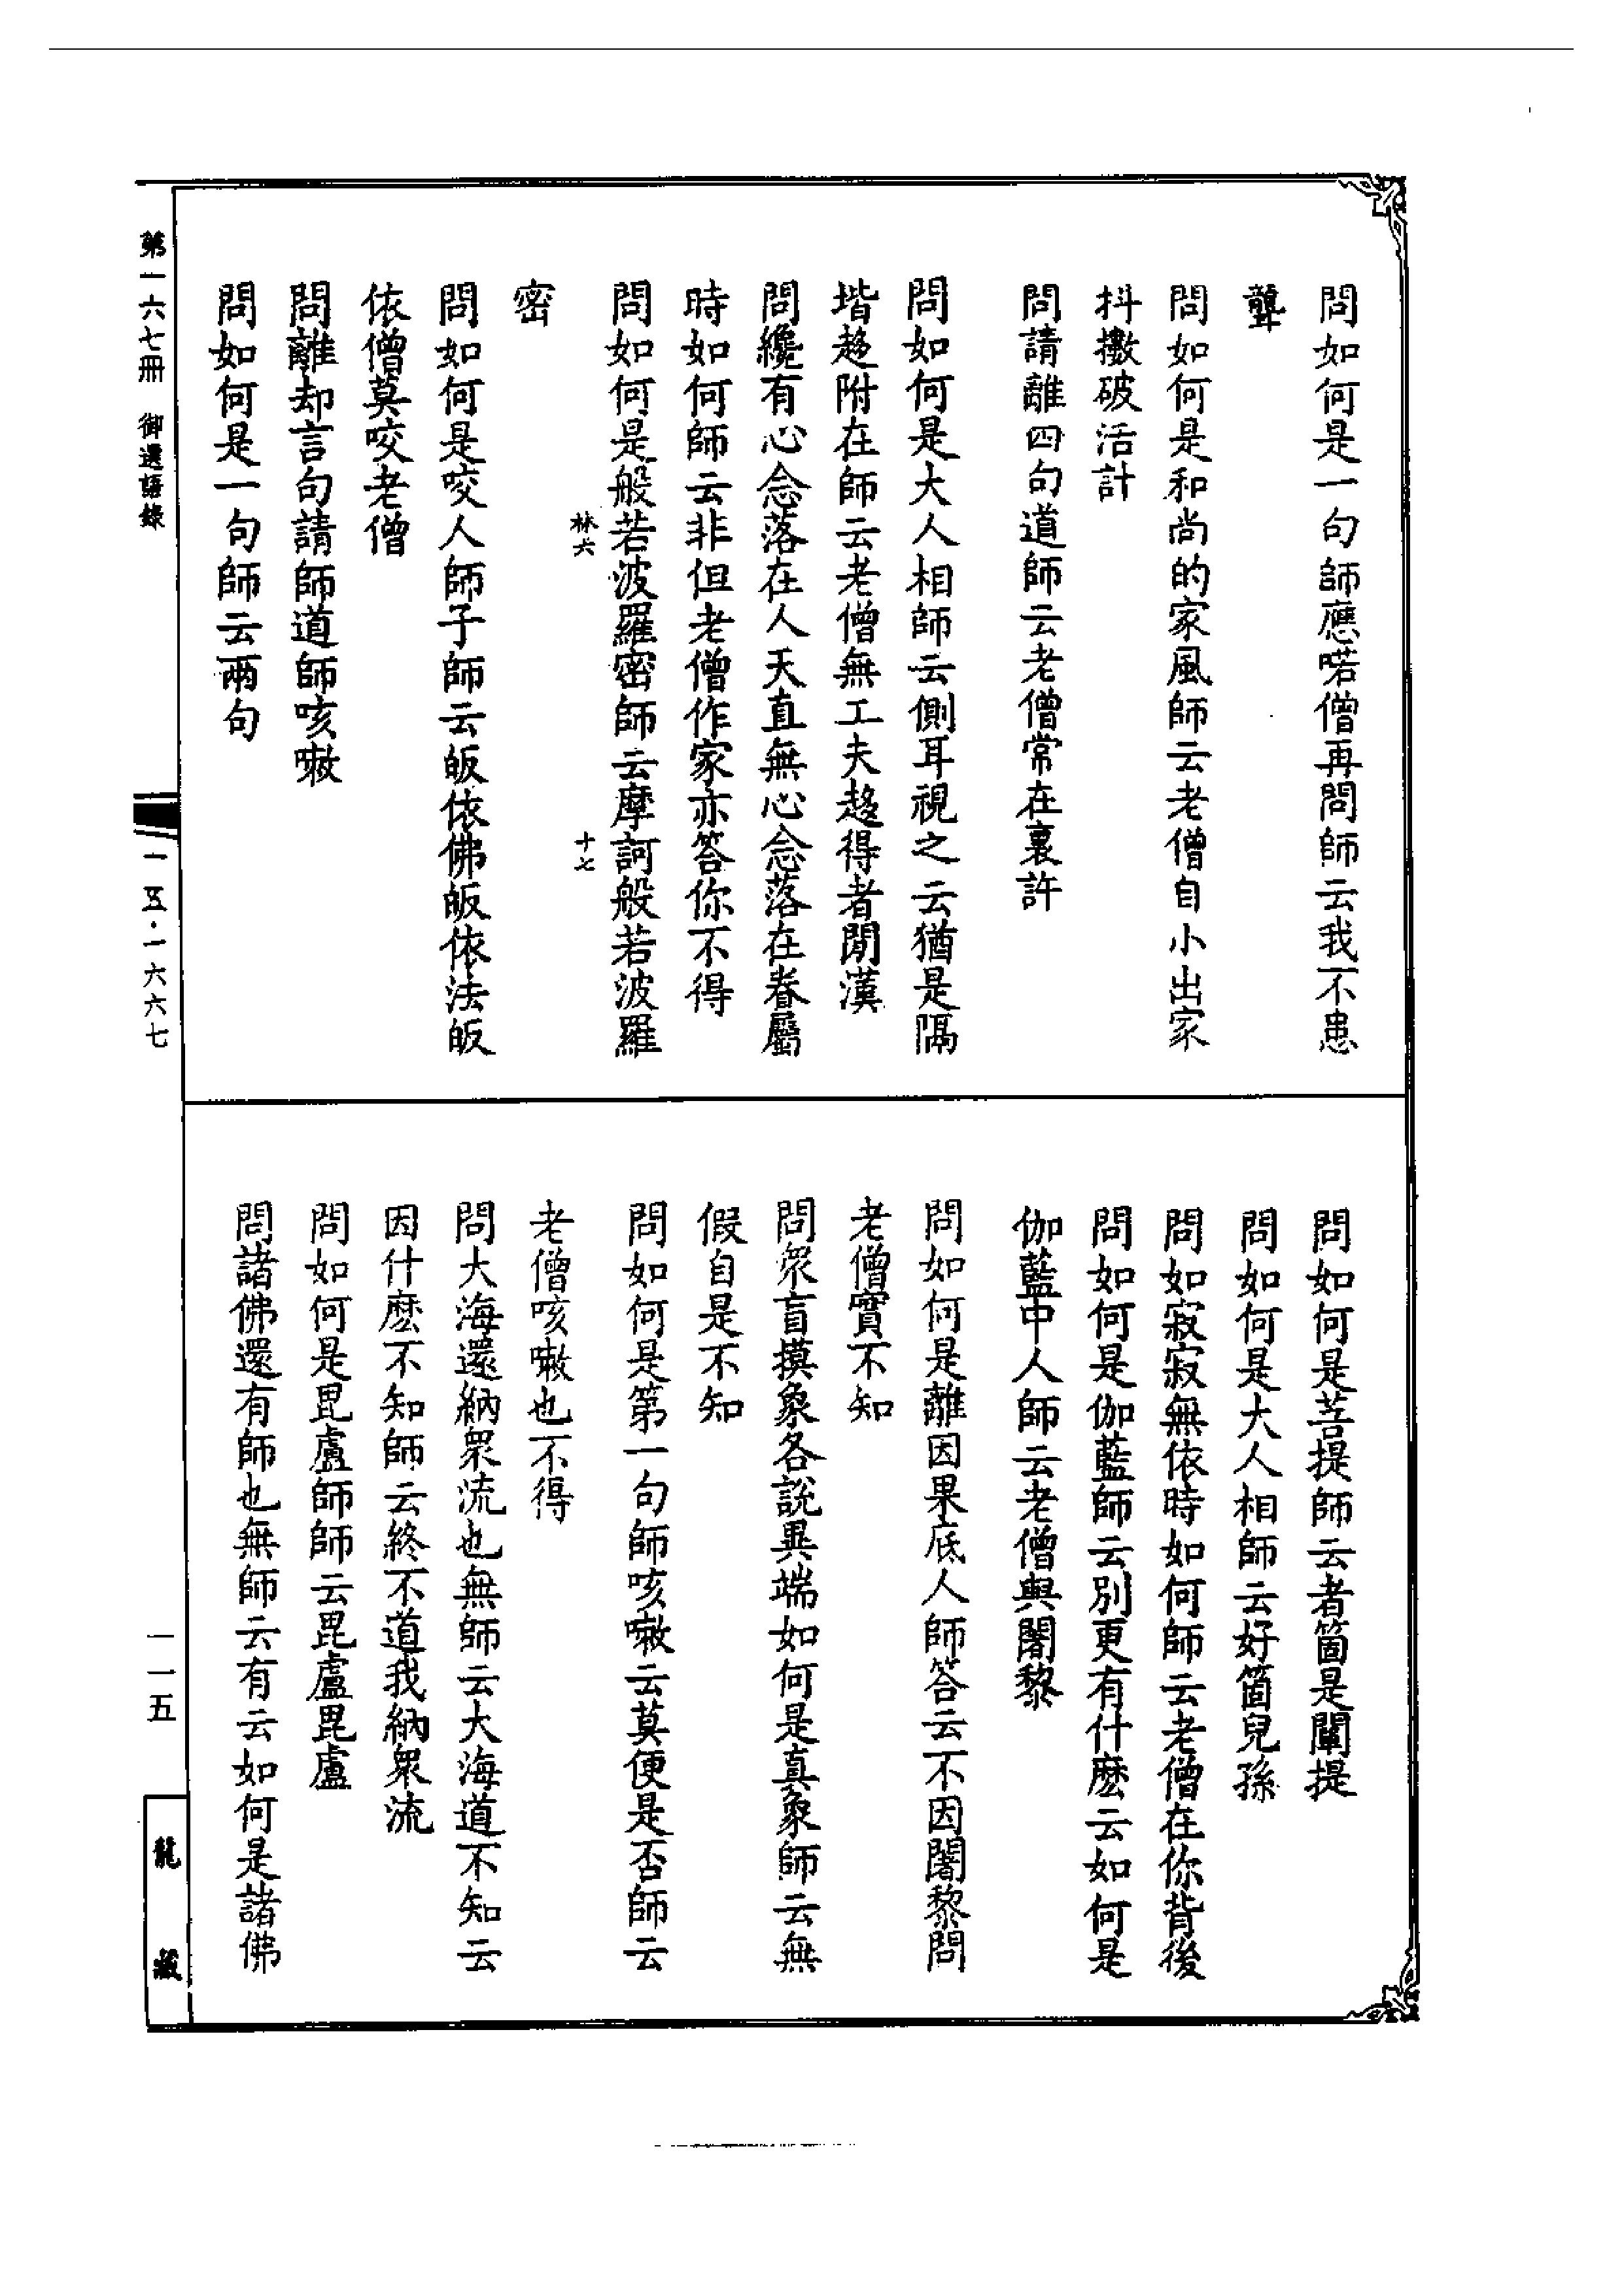 問如何是一句師應喏僧再問師云我不患
聾
問如何是和尚的家風師云老僧自小出家
抖擻破活計
問請離四句道師云老僧常在裏許
問如何是大人相師云側耳視之云猶是隔
堦趍附在師云老僧無工夫趍得者閒漢
問纔有心念落在人天直無心念落在眷屬
時如何師云非但老僧作家亦答你不得
問如何是般若波羅密師云摩訶般若波羅
林六
十七
密
問如何是咬人師子師云皈依佛皈依法皈
依僧莫咬老僧
問離却言句請師道師咳嗽
問如何是一句師云兩句
問如何是菩提師云者箇是闡提
問如何是大人相師云好箇兒孫
問如寂寂無依時如何師云老僧在你背後
問如何是伽藍師云別更有什麽云如何是
伽藍中人師云老僧與闍黎
問如何是離因果底人師答云不因闍黎問
老僧實不知
問衆盲摸象各說異端如何是真象師云無
假自是不知
問如何是第一句師咳嗽云莫便是否師云
老僧咳嗽也不得
問大海還納衆流也無師云大海道不知云
因什麽不知師云終不道我納衆流
問如何是毘盧師師云毘盧毘盧
問諸佛還有師也無師云有云如何是諸佛
第一六七冊 御選語錄
一五·一六六七
一一五
龍藏